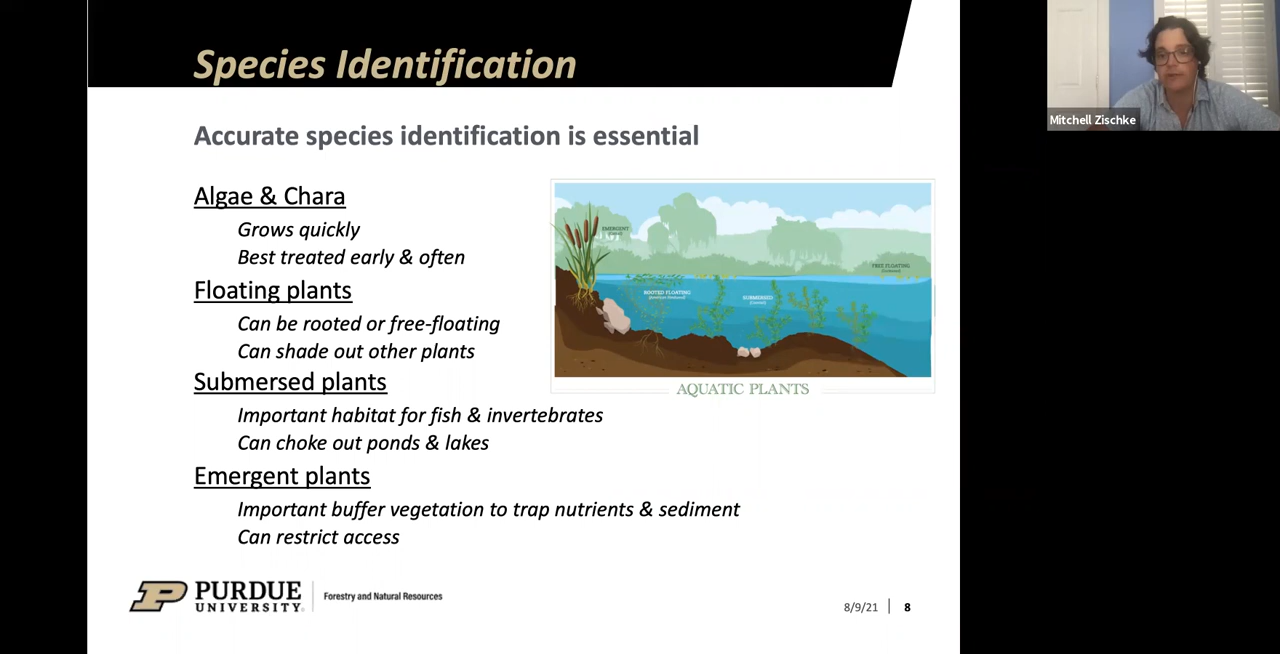 Species Identification
Mitchell Zischke
Accurate species identification is essential
Algae & Chara
Grows quickly
Best treated early & often
Floating plants
Can be rooted or free-floating
Can shade out other plants
Submersed plants
Important habitat for fish & invertebrates
Can choke out ponds & lakes
Emergent plants
Important buffer vegetation to trap nutrients & sediment
Can restrict access
EMERGENT
FREE FLOATING
ROOTED FLOATING
SUBMERSED
AQUATIC PLANTS
PURDUE
UNIVERSITY
Forestry and Natural Resources
8/9/21
8